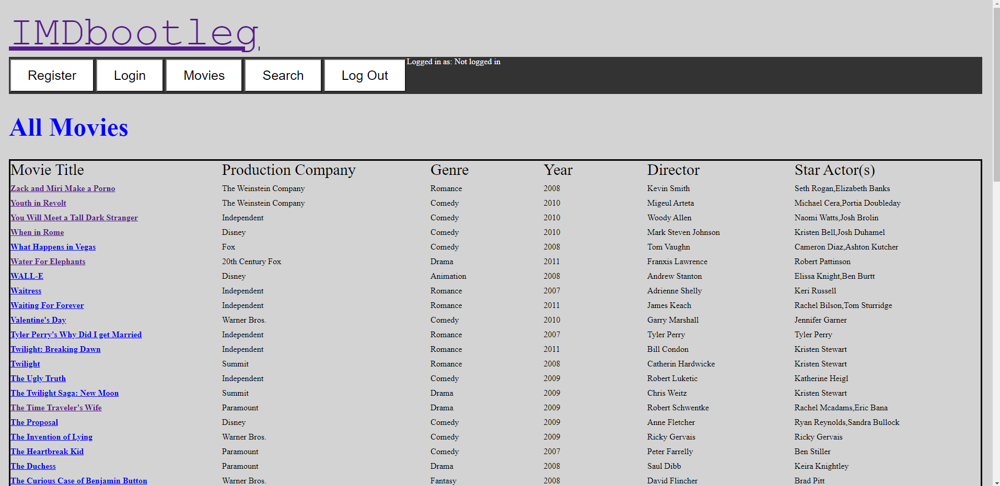 IMDbootleg
Register Login Movies Search Log Out Logged in as: Not logged in
All Movies
Movie Title Production Company Genre Year Director Star Actor(s)
Zack and Miri Make a Porno The Weinstein Company Romance 2008 Kevin Smith Seth Rogan,Elizabeth Banks
Youth in Revolt The Weinstein Company Comedy 2010 Migeul Arteta Michael Cera,Portia Doubleday
You Will Meet a Tall Dark Stranger Independent Comedy 2010 Woody Allen Naomi Watts,Josh Brolin
When in Rome Disney Comedy 2010 Mark Steven Johnson Kristen Bell,Josh Duhamel
What Happens in Vegas Fox Comedy 2008 Tom Vaughn Cameron Diaz,Ashton Kutcher
Water For Elephants 20th Century Fox Drama 2011 Franxis Lawrence Robert Pattinson
WALL-E Disney Animation 2008 Andrew Stanton Elissa Knight,Ben Burtt
Waitress Independent Romance 2007 Adrienne Shelly Keri Russell
Waiting For Forever Independent Romance 2011 James Keach Rachel Bilson,Tom Sturridge
Valentine's Day Warner Bros. Comedy 2010 Garry Marshall Jennifer Garner
Tyler Perry's Why Did I get Married Independent Romance 2007 Tyler Perry Tyler Perry
Twilight: Breaking Dawn Independent Romance 2011 Bill Condon Kristen Stewart
Twilight Summit Romance 2008 Catherin Hardwicke Kristen Stewart
The Ugly Truth Independent Comedy 2009 Robert Luketic Katherine Heigl
The Twilight Saga: New Moon Summit Drama 2009 Chris Weitz Kristen Stewart
The Time Traveler's Wife Paramount Drama 2009 Robert Schwentke Rachel Mcadams,Eric Bana
The Proposal Disney Comedy 2009 Anne Fletcher Ryan Reynolds,Sandra Bullock
The Invention of Lying Warner Bros. Comedy 2009 Ricky Gervais Ricky Gervais
The Heartbreak Kid Paramount Comedy 2007 Peter Farrelly Ben Stiller
The Duchess Paramount Drama 2008 Saul Dibb Keira Knightley
The Curious Case of Benjamin Button Warner Bros. Fantasy 2008 David Flincher Brad Pitt